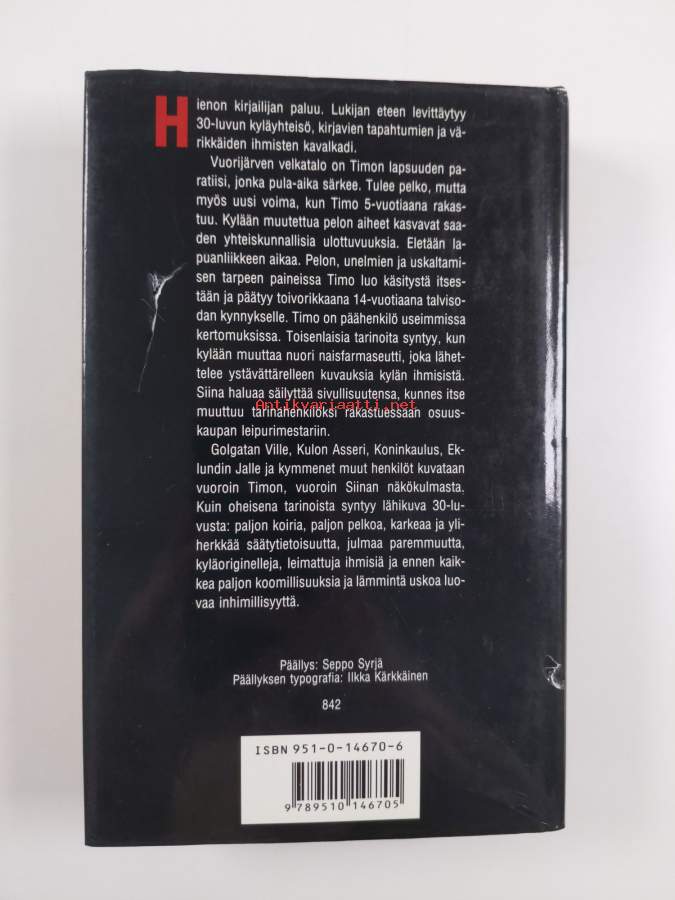 Hienon kirjailijan paluu. Lukijan eteen levittäytyy
30-luvun kyläyhteisö, kirjavien tapahtumien ja vä-
rikkäiden ihmisten kavalkadi.
Vuorijärven velkatalo on Timon lapsuuden pa-
ratiisi, jonka pula-aika särkee. Tulee pelko, mutta
myös uusi voima, kun Timo 5-vuotiaana rakas-
tuu. Kylään muutettua pelon aiheet kasvavat saa-
den yhteiskunnallisia ulottuvuuksia. Eletään la-
puanliikkeen aikaa. Pelon, unelmien ja uskaltami-
sen tarpeen paineissa Timo luo käsitystä itses-
tään ja päätyy toivorikkaana 14-vuotiaana talviso-
dan kynnykselle. Timo on päähenkilö useimmissa
kertomuksissa. Toisenlaisia tarinoita syntyy, kun
kylään muuttaa nuori naisfarmaseutti, joka lähet-
telee ystävättärelleen kuvauksia kylän ihmisistä.
Siina haluaa säilyttää sivullisuutensa, kunnes itse
Antikvariaatti.net
muuttuu tarinahenkilöksi rakastuessaan osuus-
kaupan leipurimestariin.
Golgatan Ville, Kulon Asseri, Koninkaulus, Ek-
lundin Jalle ja kymmenet muut henkilöt kuvataan
vuoroin Timon, vuoroin Siinan näkökulmasta.
Kuin oheisena tarinoista syntyy lähikuva 30-lu-
vusta: paljon koiria, paljon pelkoa, karkeaa ja yli-
herkkää säätytietoisuutta, julmaa paremmuutta,
kyläoriginelleja, leimattuja ihmisiä ja ennen kaik-
kea paljon koomillisuuksia ja lämmintä uskoa luo-
vaa inhimillisyyttä.
Päällys: Seppo Syrjä
Päällyksen typografia: Ilkka Kärkkäinen
842
ISBN 951-0-14670-6
9 789510 146705